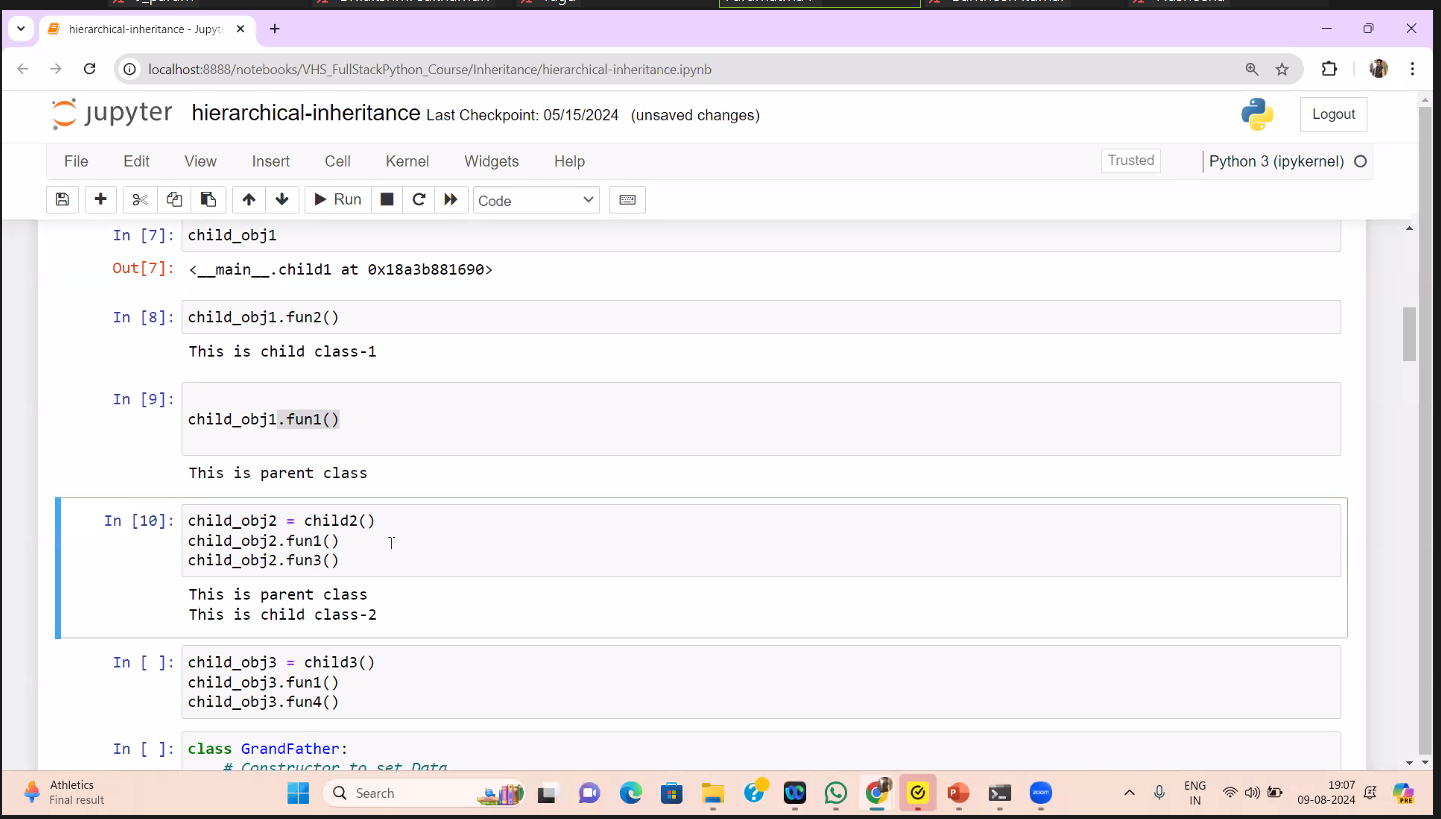 hierarchical-inheritance - Jupyt
localhost:8888/notebooks/VHS_FullStackPython_Course/Inheritance/hierarchical-inheritance.ipynb
jupyter hierarchical-inheritance Last Checkpoint: 05/15/2024 (unsaved changes)
Logout
File Edit View Insert Cell Kernel Widgets Help
Trusted
Python 3 (ipykernel)
Run
Code
In [7]: child_obj1
Out[7]: <__main__.child1 at 0x18a3b881690>
In [8]: child_obj1.fun2()
This is child class-1
In [9]:
child_obj1.fun1()
This is parent class
In [10]: child_obj2 = child2()
child_obj2.fun1()
child_obj2.fun3()
This is parent class
This is child class-2
In [ ]: child_obj3 = child3()
child_obj3.fun1()
child_obj3.fun4()
In [ ]: class GrandFather:
# Constructor to set Data
Athletics
Final result
Search
zoom
ENG
IN
19:07
09-08-2024
PRE